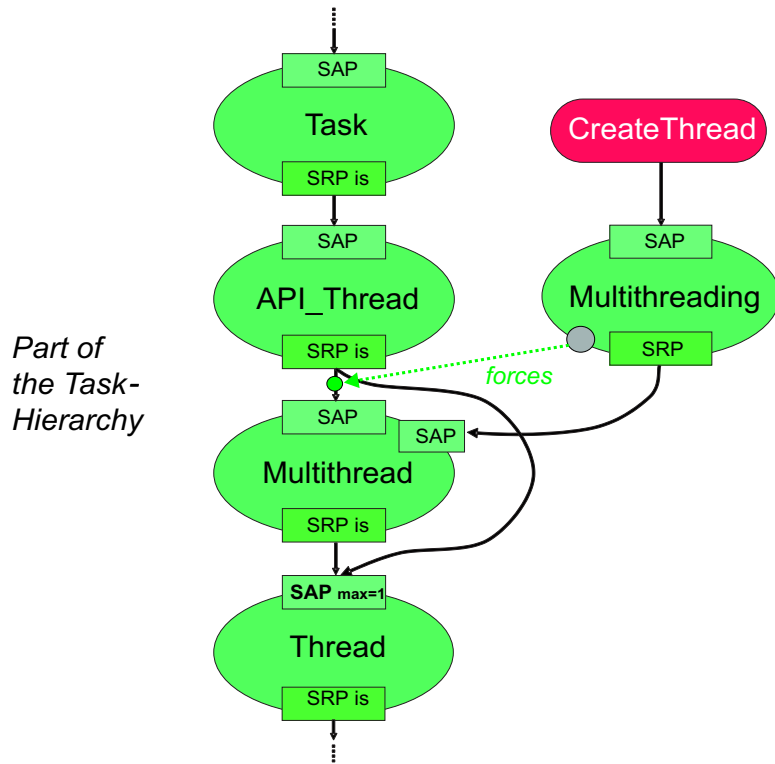 SAP
Task
SRP is
CreateThread
SAP
API_Thread
SRP is
SAP
Multithreading
SRP
Part of
the Task-
Hierarchy
forces
SAP
SAP
Multithread
SRP is
SAP max=1
Thread
SRP is